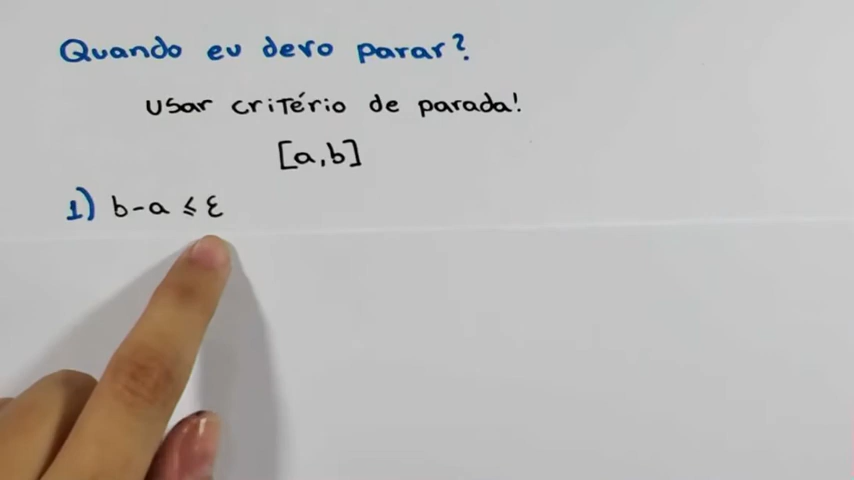 Quando eu devo parar?
usar critério de parada!
[a,b]
1) b-a ≤ ε